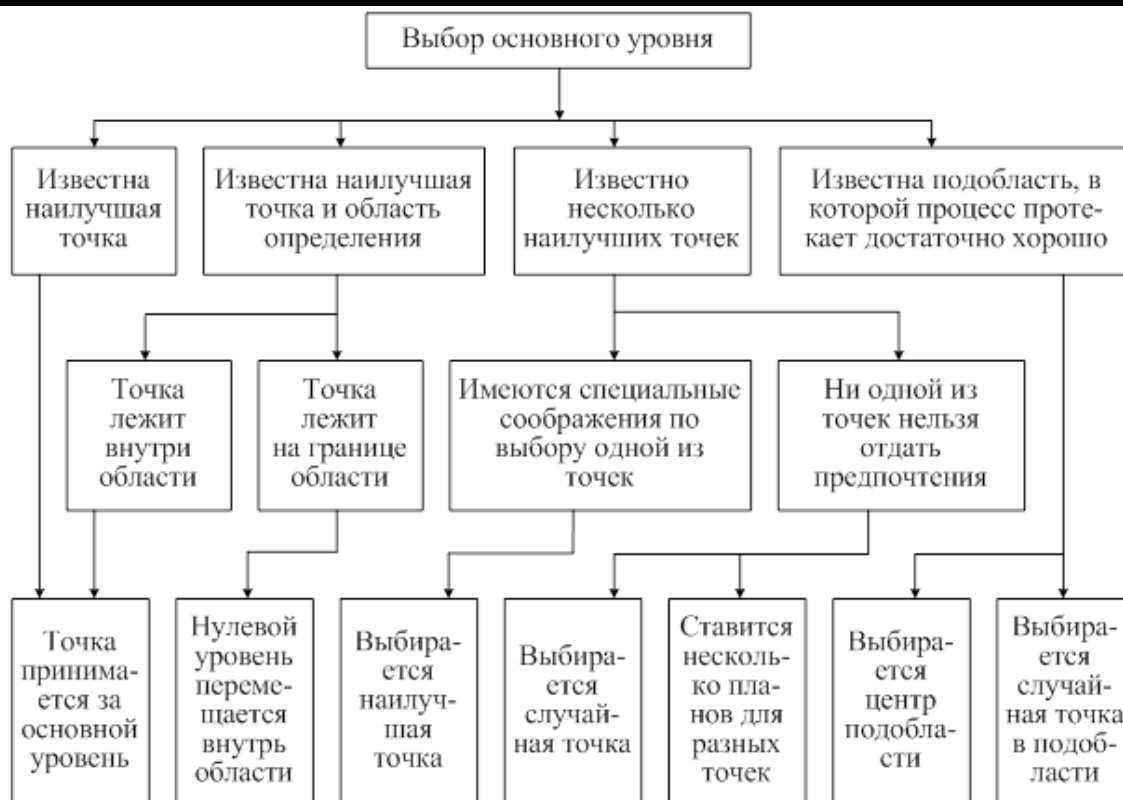 Выбор основного уровня
Известна
наилучшая
точка
Известна наилучшая
точка и область
определения
Известно
несколько
наилучших точек
Известна подобласть, в
которой процесс проте-
кает достаточно хорошо
Точка
лежит
внутри
области
Точка
лежит
на границе
области
Имеются специальные
соображения по
выбору одной из
точек
Ни одной из
точек нельзя
отдать
предпочтения
Точка
принима-
ется за
основной
уровень
Нулевой
уровень
переме-
щается
внутрь
области
Выбира-
ется
наилуч-
шая
точка
Выбира-
ется
случай-
ная точка
Ставится
несколь-
ко пла-
нов для
разных
точек
Выбира-
ется
центр
подобла-
сти
Выбира-
ется
случай-
ная точка
в подоб-
ласти